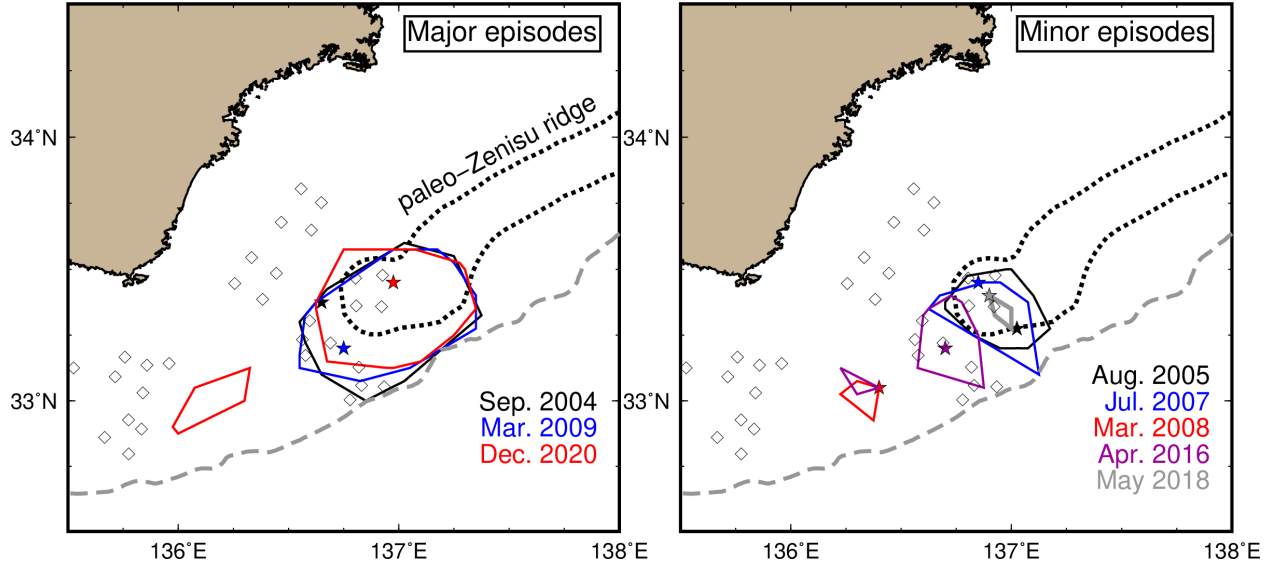 Major episodes
34°N
paleo–Zenisu ridge
33°N
Sep. 2004
Mar. 2009
Dec. 2020
136°E
137°E
138°E
Minor episodes
34°N
33°N
Aug. 2005
Jul. 2007
Mar. 2008
Apr. 2016
May 2018
136°E
137°E
138°E